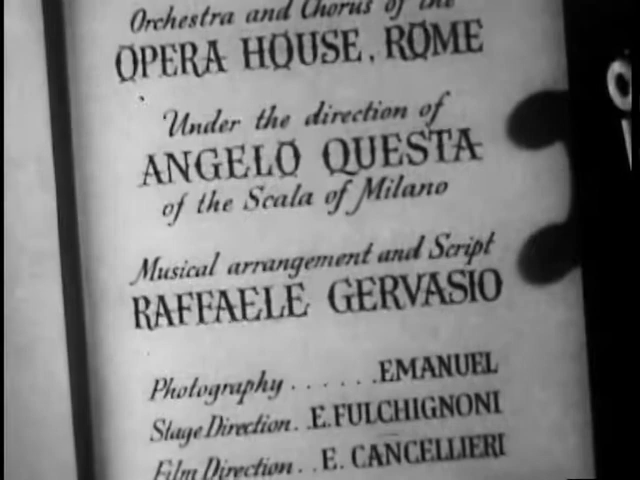 Orchestra and Chorus of the
OPERA HOUSE, ROME
Under the direction of
ANGELO QUESTA
of the Scala of Milano
Musical arrangement and Script
RAFFAELE GERVASIO
Photography ......EMANUEL
Stage Direction. .E. FULCHIGNONI
Film Direction . . E. CANCELLIERI